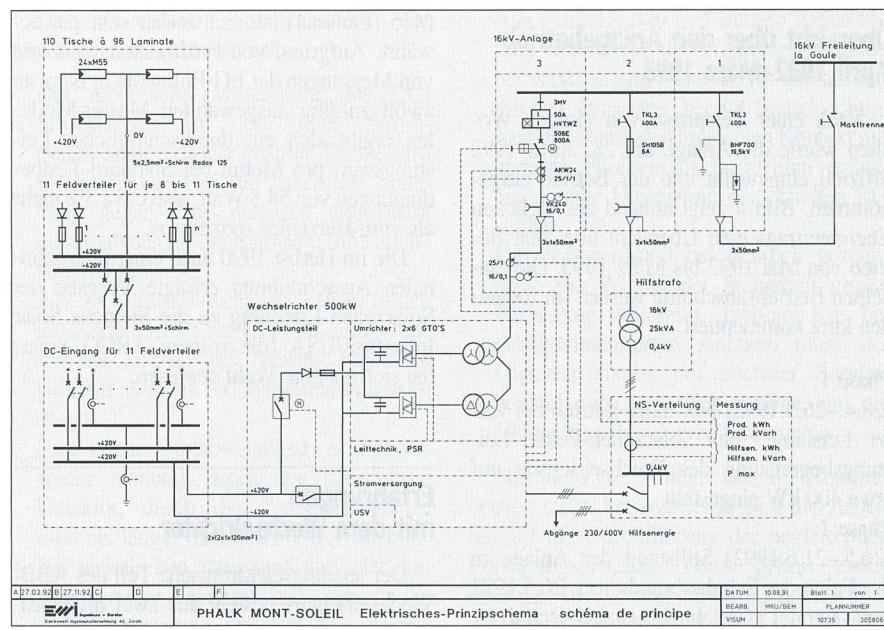 110 Tische à 96 Laminate
24xM55
0V
+420V
+420V
5x2,5mm²+Schirm Radox 125
11 Feldverteiler für je 8 bis 11 Tische
1
1
+420V
-420V
3x50mm²+Schirm
DC-Eingang für 11 Feldverteiler
+420V
-420V
+420V
-420V
2x(2x1x120mm²)
Wechselrichter 500kW
DC-Leistungsteil
Umrichter, 2x6 GTO'S
M
Leittechnik, PSR
Stromversorgung
USV
16kV-Anlage
3
2
1
3HV
50A
HVTWZ
506E
800A
M
AKW24
25/1/1
VK240
16/0,1
3x1x50mm²
25/1
16/0,1
TKL3
400A
SM105B
6A
3x1x50mm²
TKL3
400A
BHF700
19,5kV
3x50mm²
16kV Freileitung
la Gaule
Masttrenner
Hilfstrafo
16kV
25kVA
0,4kV
NS-Verteilung
Messung
Prod. kWh
Prod. kVarh
Hilfsen. kWh
Hilfsen. kVarh
P max
0,4kV
Abgänge 230/400V Hilfsenergie
A 27.03.92 B 27.11.92 C D E F
PHALK MONT-SOLEIL Elektrisches-Prinzipschema / schéma de principe
DATUM 10.08.91 Blatt 1 von 1
BEARB. MRU/BEM PLANNUMMER
VISUM 10735 305806